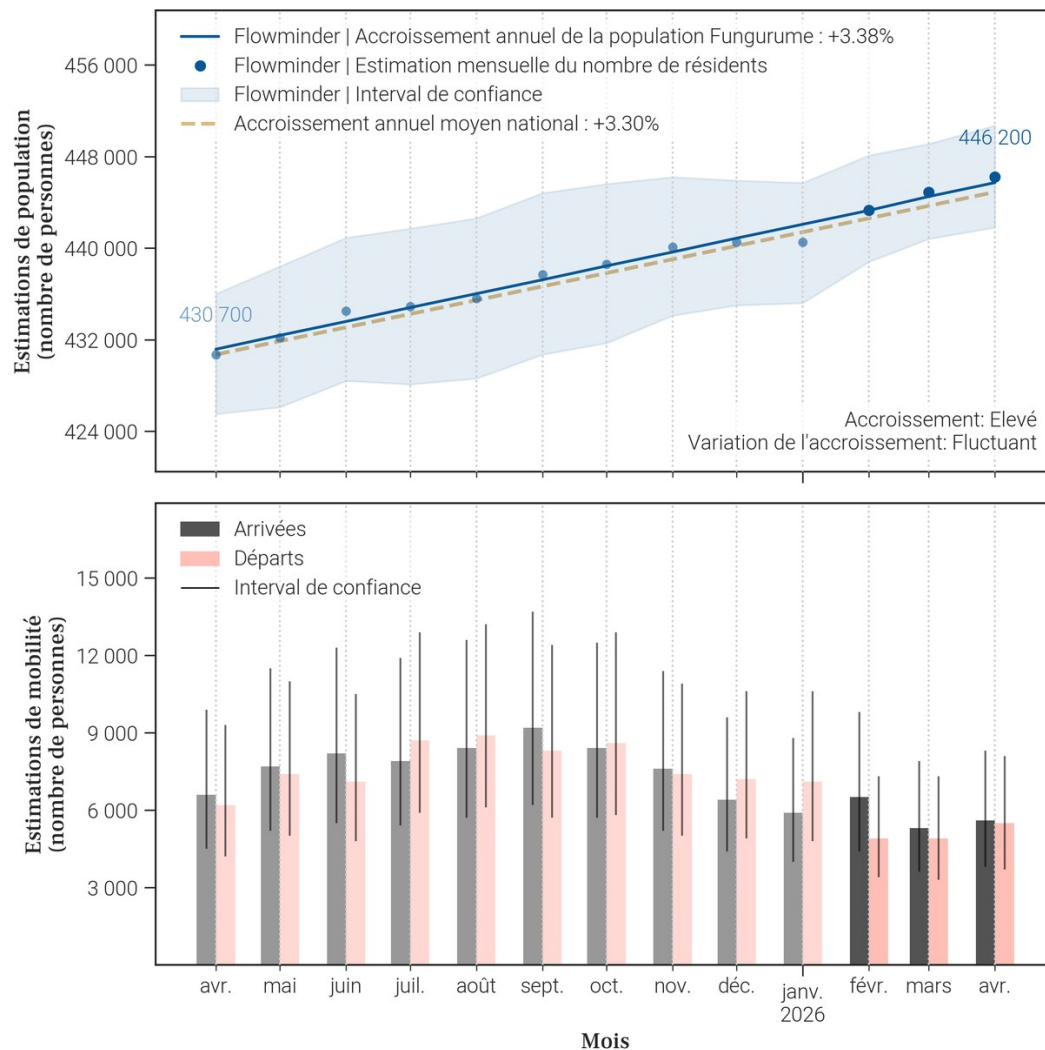 Flowminder | Accroissement annuel de la population Fungurume : +3.38%
Flowminder | Estimation mensuelle du nombre de résidents
Flowminder | Interval de confiance
Accroissement annuel moyen national : +3.30%
Estimations de population
(nombre de personnes)
456 000
448 000
440 000
432 000
424 000
430 700
446 200
Accroissement: Elevé
Variation de l'accroissement: Fluctuant
Arrivées
Départs
Interval de confiance
Estimations de mobilité
(nombre de personnes)
15 000
12 000
9 000
6 000
3 000
avr. mai juin juil. août sept. oct. nov. déc. janv. févr. mars avr.
2026
Mois